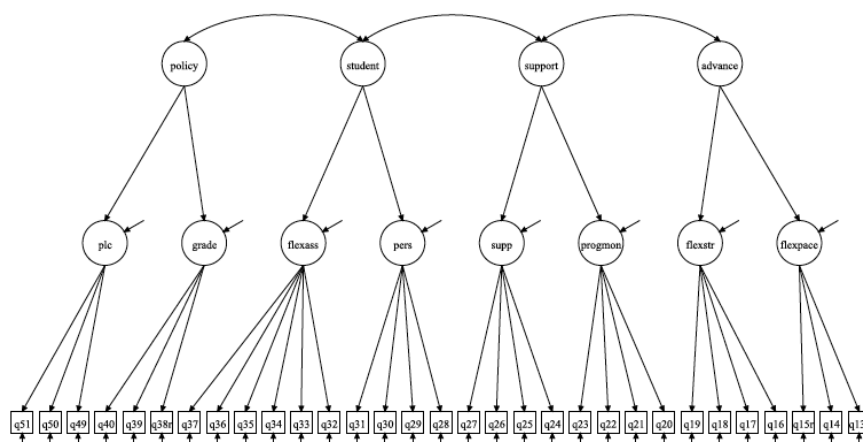 policy student support advance
plc grade flexass pers supp progmon flexstr flexpace
q51 q50 q49 q40 q39 q38r q37 q36 q35 q34 q33 q32 q31 q30 q29 q28 q27 q26 q25 q24 q23 q22 q21 q20 q19 q18 q17 q16 q15r q14 q13